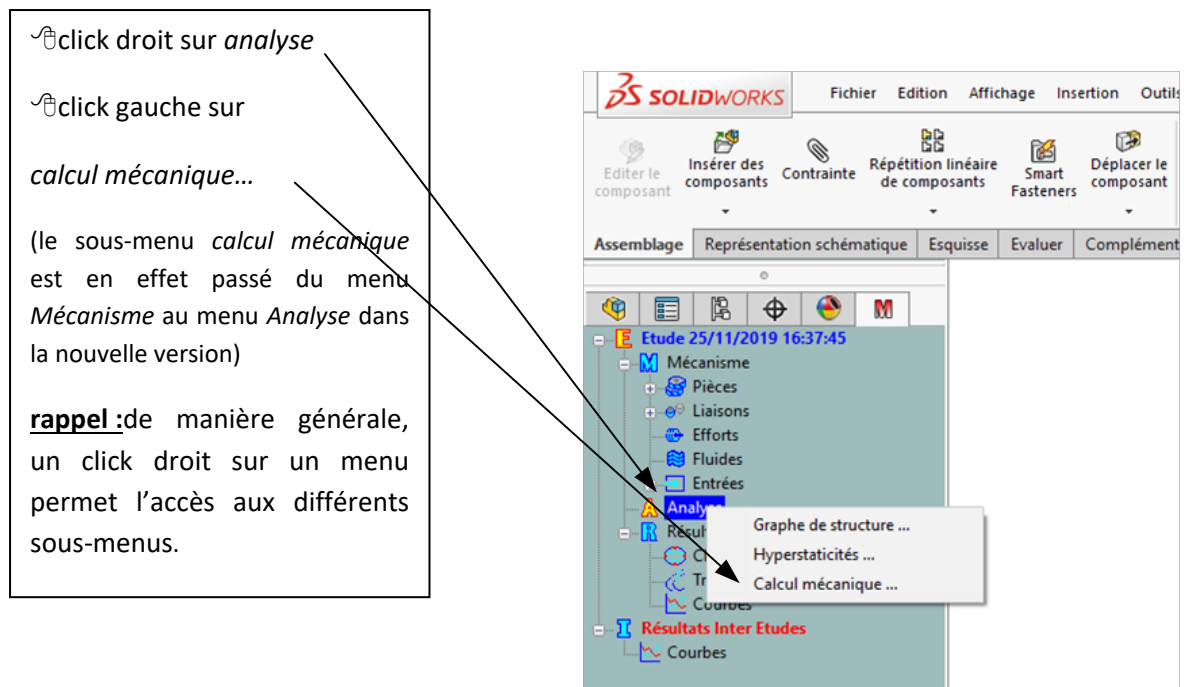 click droit sur analyse
click gauche sur
calcul mécanique...
(le sous-menu calcul mécanique
est en effet passé du menu
Mécanisme au menu Analyse dans
la nouvelle version)
rappel :de manière générale,
un click droit sur un menu
permet l’accès aux différents
sous-menus.
SOLIDWORKS
Fichier Edition Affichage Insertion Outils
Editer le
composant
Insérer des
composants
Contrainte
Répétition linéaire
de composants
Smart
Fasteners
Déplacer le
composant
Assemblage Représentation schématique Esquisse Evaluer Complément
Etude 25/11/2019 16:37:45
Mécanisme
Pièces
Liaisons
Efforts
Fluides
Entrées
Analyse
Graphe de structure ...
Hyperstaticités ...
Calcul mécanique ...
Courbes
Résultats Inter Etudes
Courbes